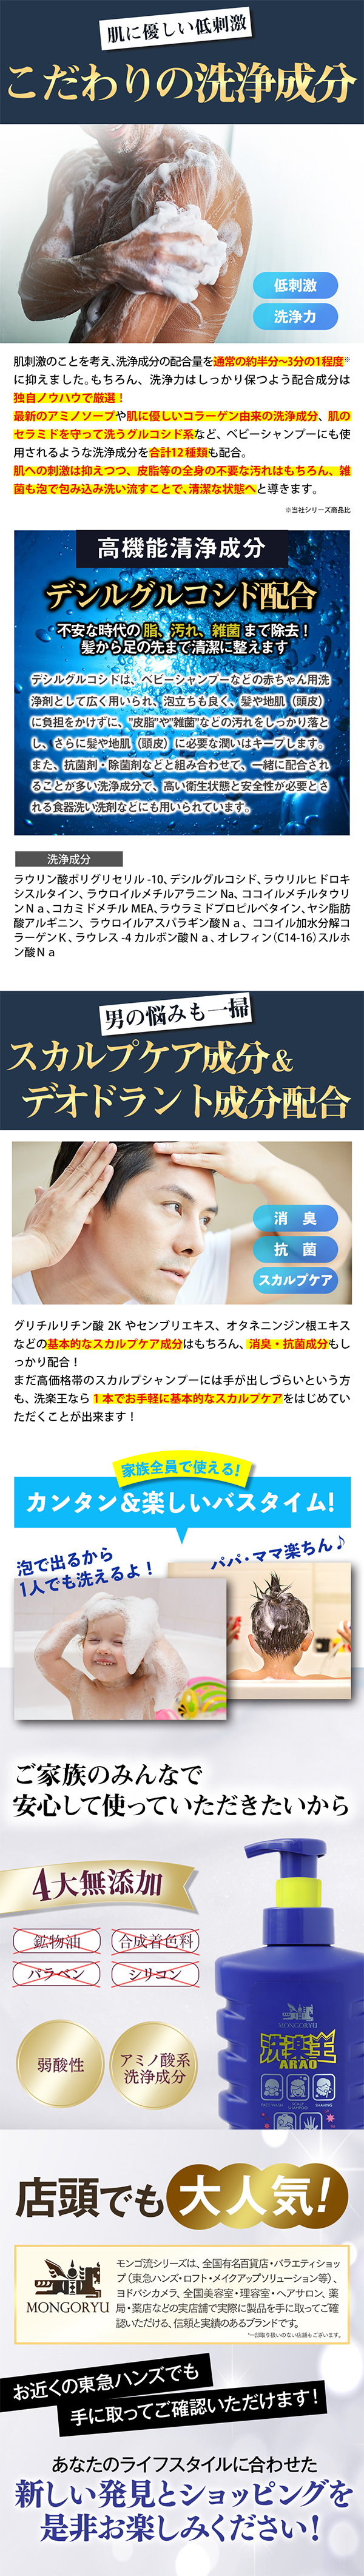 肌に優しい低刺激
こだわりの洗浄成分
低刺激
洗浄力
肌刺激のことを考え、洗浄成分の配合量を通常の約半分〜3分の1程度※
に抑えました。もちろん、洗浄力はしっかり保つよう配合成分は
独自ノウハウで厳選！
最新のアミノソープや肌に優しいコラーゲン由来の洗浄成分、肌の
セラミドを守って洗うグルコシド系など、ベビーシャンプーにも使
用されるような洗浄成分を合計12種類も配合。
肌への刺激は抑えつつ、皮脂等の全身の不要な汚れはもちろん、雑
菌も泡で包み込み洗い流すことで、清潔な状態へと導きます。
※当社シリーズ商品比
高機能清浄成分
デシルグルコシド配合
不安な時代の 脂、汚れ、雑菌 まで除去！
髪から足の先まで清潔に整えます
デシルグルコシドは、ベビーシャンプーなどの赤ちゃん用洗
浄剤として広く用いられ、泡立ちも良く、髪や地肌（頭皮）
に負担をかけずに、"皮脂"や"雑菌"などの汚れをしっかり落と
し、さらに髪や地肌（頭皮）に必要な潤いはキープします。
また、抗菌剤・除菌剤などと組み合わせて、一緒に配合され
ることが多い洗浄成分で、高い衛生状態と安全性が必要とさ
れる食器洗い洗剤などにも用いられています。
洗浄成分
ラウリン酸ポリグリセリル-10、デシルグルコシド、ラウリルヒドロキ
シスルタイン、ラウロイルメチルアラニンNa、ココイルメチルタウリ
ンNa、コカミドメチルMEA、ラウラミドプロピルベタイン、ヤシ脂肪
酸アルギニン、ラウロイルアスパラギン酸Na、ココイル加水分解コ
ラーゲンK、ラウレス-4カルボン酸Na、オレフィン(C14-16)スルホ
ン酸Na
男の悩みも一掃
スカルプケア成分&
デオドラント成分配合
消 臭
抗 菌
スカルプケア
グリチルリチン酸2Kやセンブリエキス、オタネニンジン根エキス
などの基本的なスカルプケア成分はもちろん、消臭・抗菌成分もし
っかり配合！
まだ高価格帯のスカルプシャンプーには手が出しづらいという方
も、洗楽王なら1本でお手軽に基本的なスカルプケアをはじめてい
ただくことが出来ます！
家族全員で使える!
カンタン&楽しいバスタイム!
泡で出るから
1人でも洗えるよ！
パパ・ママ楽ちん♪
ご家族のみんなで
安心して使っていただきたいから
4大無添加
鉱物油
合成着色料
パラベン
シリコン
弱酸性
アミノ酸系
洗浄成分
MONGORYU
洗楽王
ARAO
FACE WASH
SCALP SHAMPOO
SHAVING
店頭でも大人気!
MONGORYU
モンゴ流シリーズは、全国有名百貨店・バラエティショッ
プ（東急ハンズ・ロフト・メイクアップソリューション等）、
ヨドバシカメラ、全国美容室・理容室・ヘアサロン、薬
局・薬店などの実店舗で実際に製品を手に取ってご確
認いただける、信頼と実績のあるブランドです。
*一部取り扱いのない店舗もございます。
お近くの東急ハンズでも
手に取ってご確認いただけます！
あなたのライフスタイルに合わせた
新しい発見とショッピングを
是非お楽しみください！